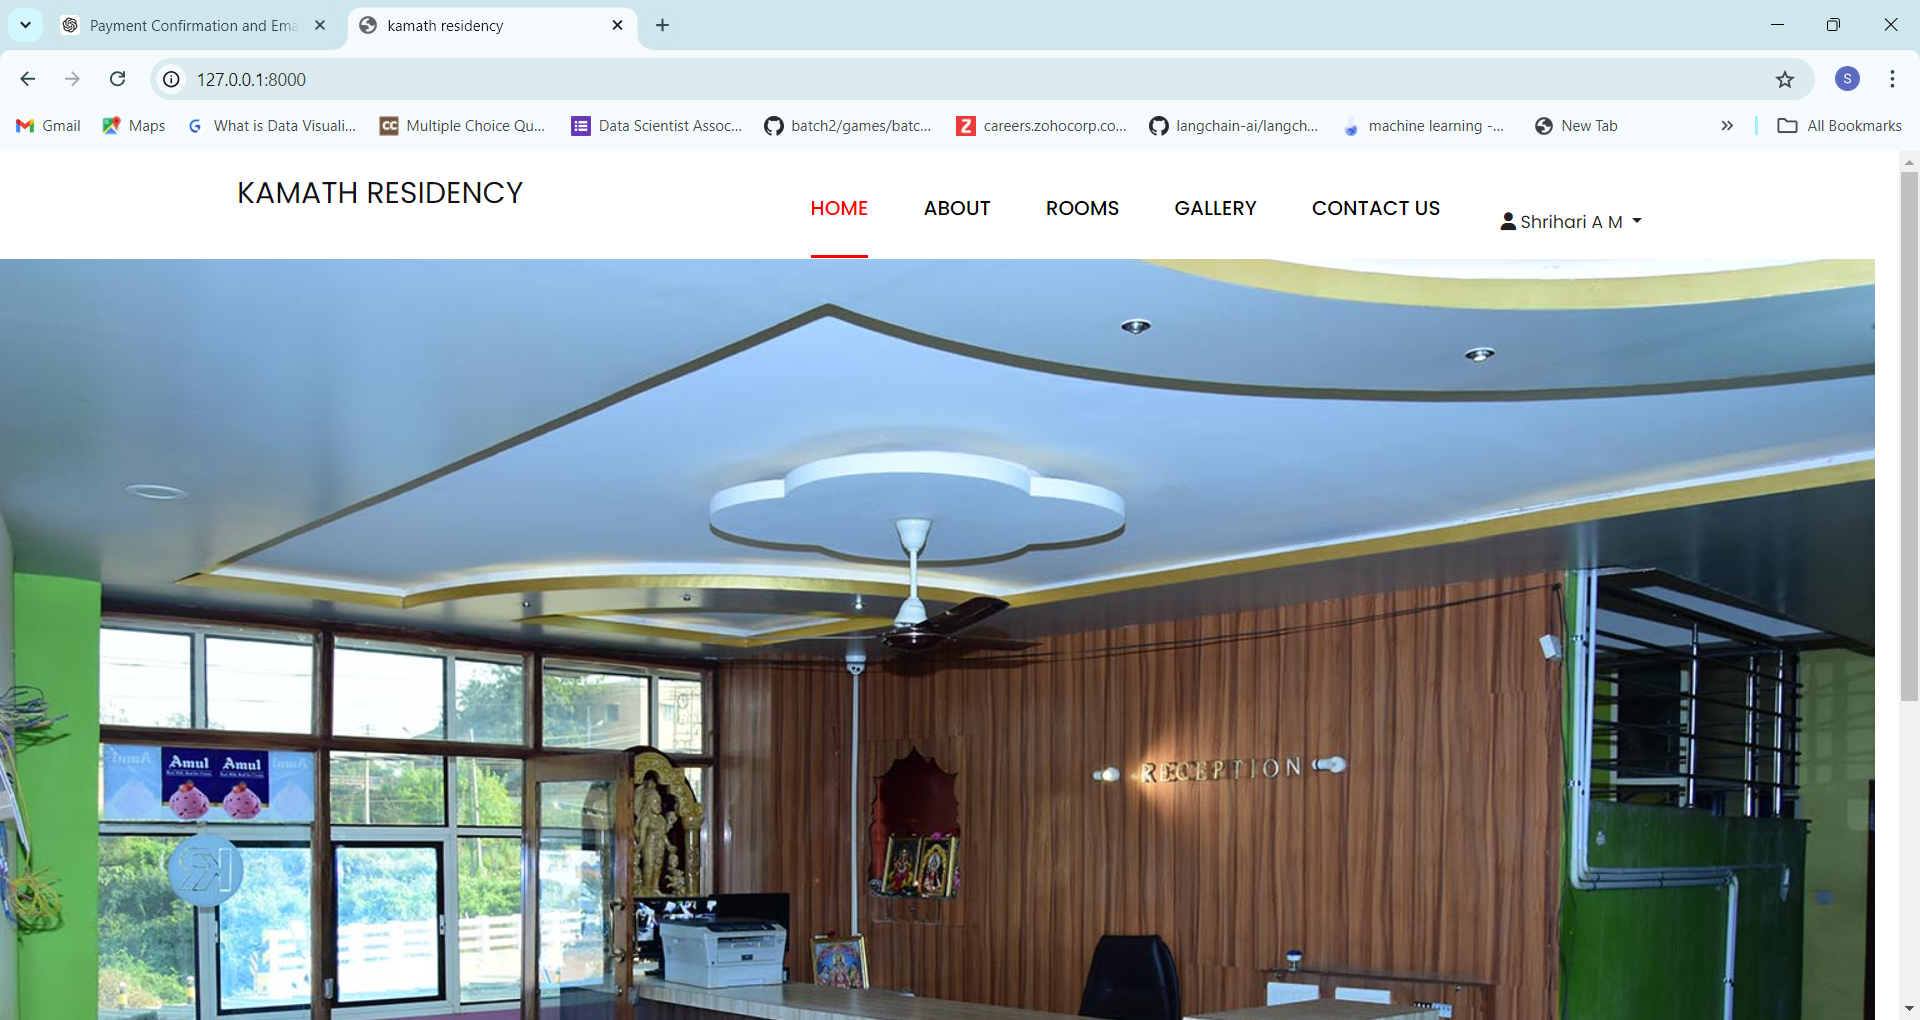 Payment Confirmation and Ema
kamath residency
127.0.0.1:8000
S
Gmail
Maps
What is Data Visuali...
Multiple Choice Qu...
Data Scientist Assoc...
batch2/games/batc...
careers.zohocorp.co...
langchain-ai/langch...
machine learning -...
New Tab
All Bookmarks
KAMATH RESIDENCY
HOME
ABOUT
ROOMS
GALLERY
CONTACT US
Shrihari A M
Amul
Amul
RECEPTION